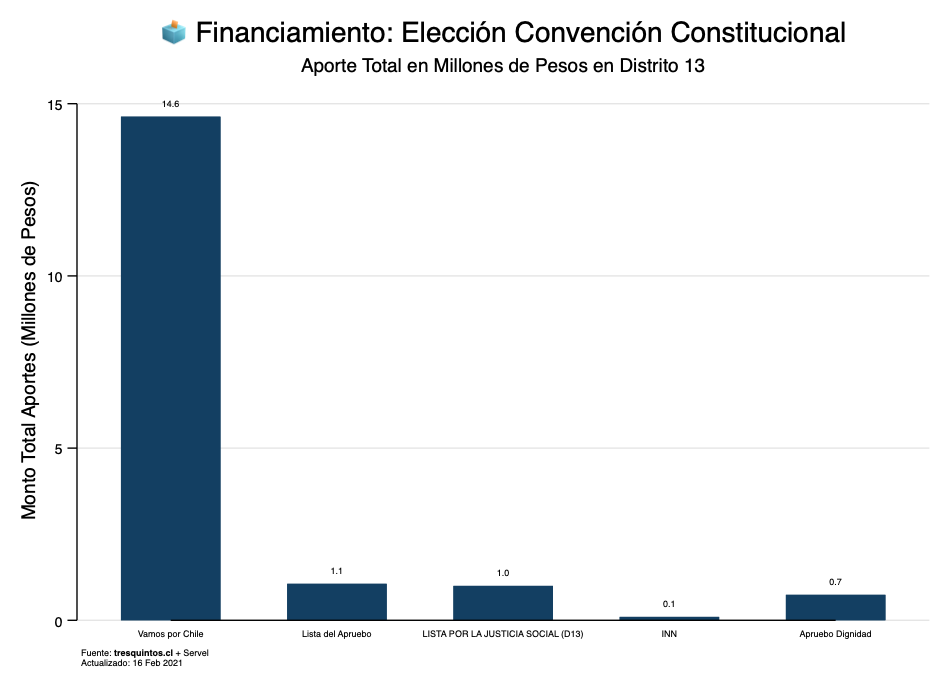 Financiamiento: Elección Convención Constitucional
Aporte Total en Millones de Pesos en Distrito 13
Monto Total Aportes (Millones de Pesos)
15
10
5
0
14.6
1.1
1.0
0.1
0.7
Vamos por Chile
Lista del Apruebo
LISTA POR LA JUSTICIA SOCIAL (D13)
INN
Apruebo Dignidad
Fuente: tresquintos.cl + Servel
Actualizado: 16 Feb 2021